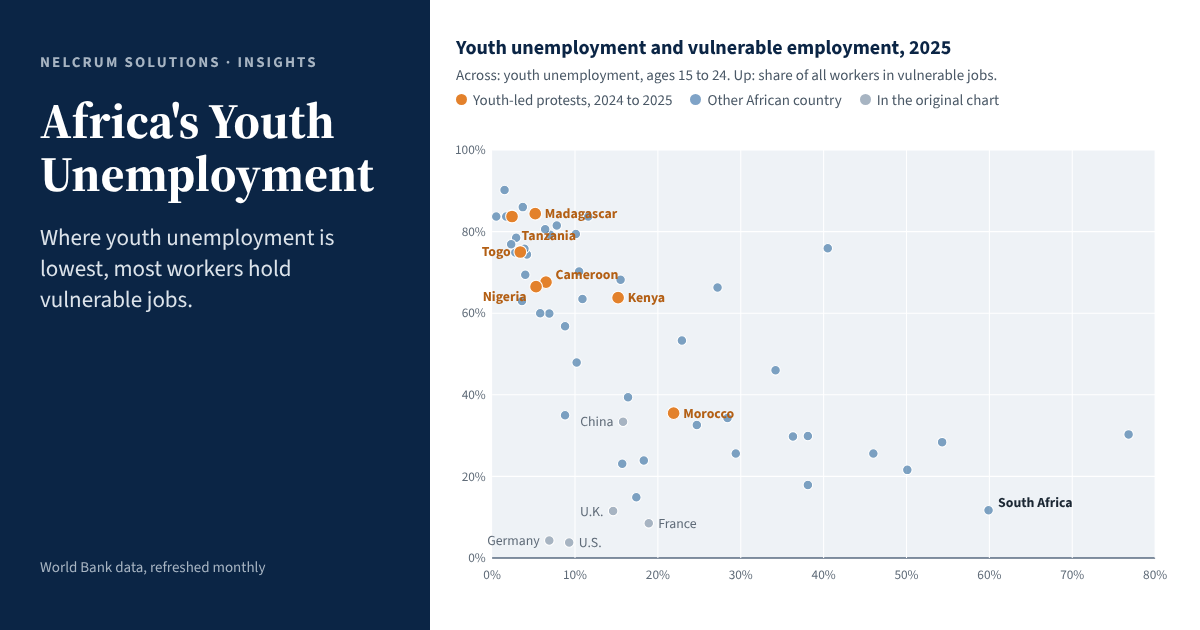 NELCRUM SOLUTIONS · INSIGHTS
Africa's Youth
Unemployment
Where youth unemployment is
lowest, most workers hold
vulnerable jobs.
World Bank data, refreshed monthly
Youth unemployment and vulnerable employment, 2025
Across: youth unemployment, ages 15 to 24. Up: share of all workers in vulnerable jobs.
Youth-led protests, 2024 to 2025 Other African country In the original chart
100%
80%
60%
40%
20%
0%
Madagascar
Tanzania
Togo
Cameroon
Nigeria
Kenya
Morocco
China
South Africa
U.K.
France
Germany
U.S.
0% 10% 20% 30% 40% 50% 60% 70% 80%